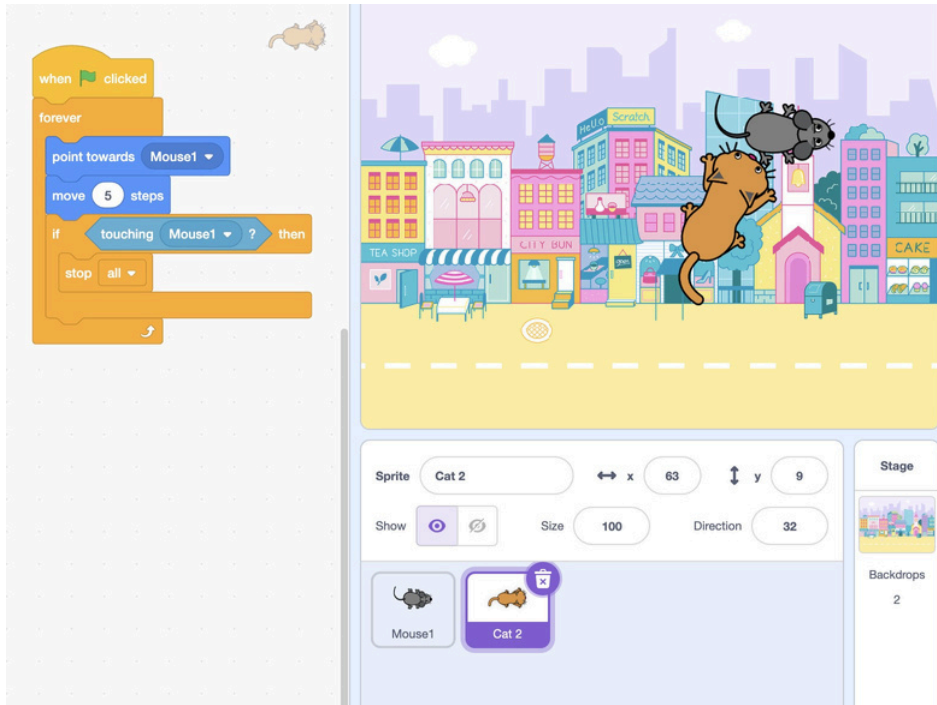 when clicked
forever
point towards Mouse1
move 5 steps
if touching Mouse1 ? then
stop all
Hello Scratch
TEA SHOP
CITY BUN
CAKE
Sprite Cat 2 x 63 y 9
Show Size 100 Direction 32
Mouse1
Cat 2
Stage
Backdrops
2